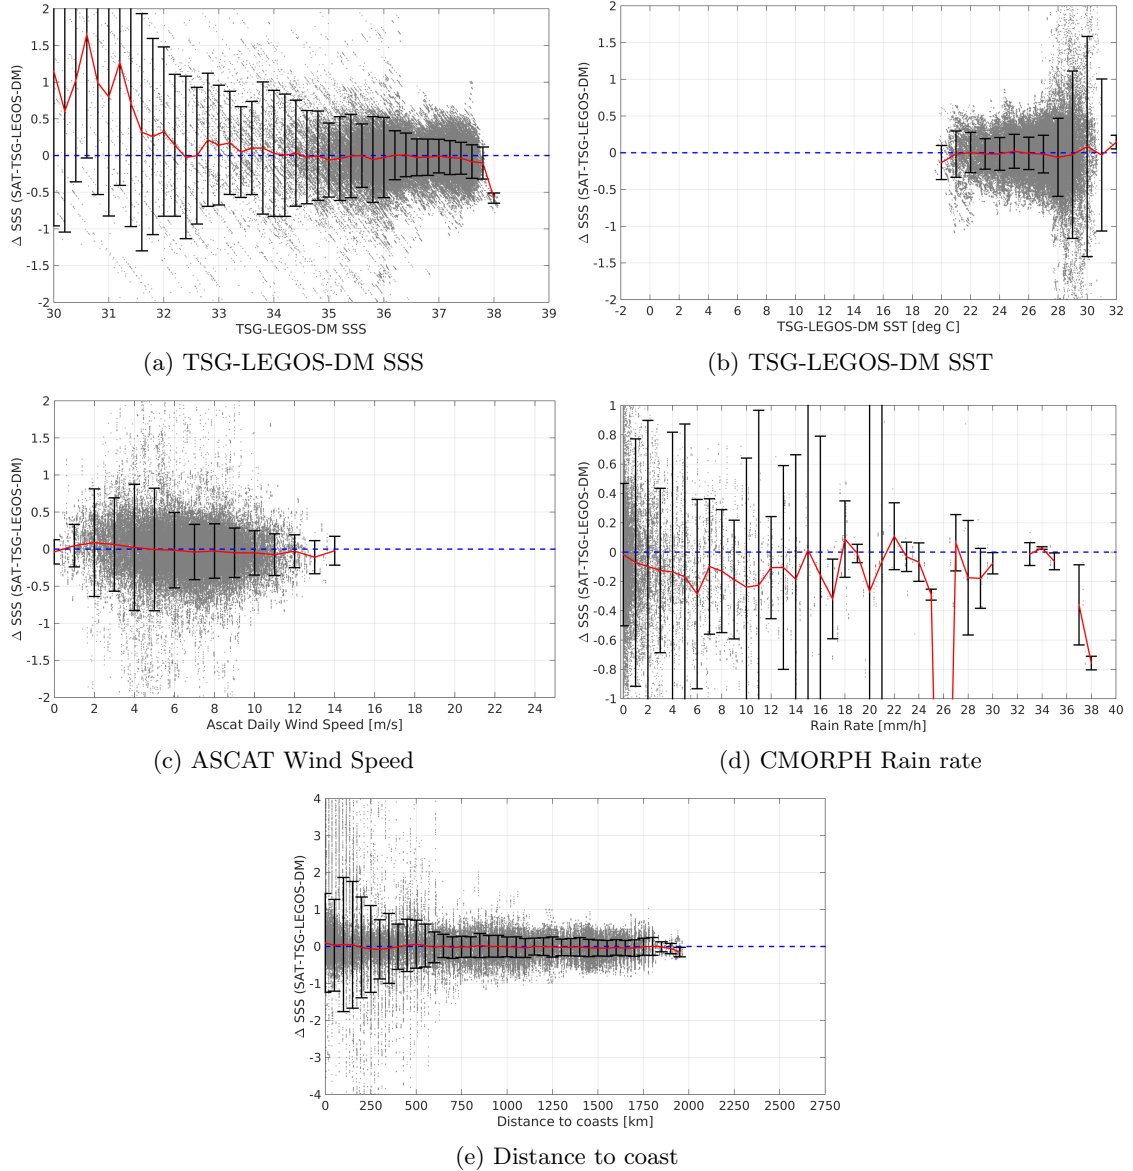 2
1.5
1
0.5
0
-0.5
-1
-1.5
-2
Δ SSS (SAT-TSG-LEGOS-DM)
30 31 32 33 34 35 36 37 38 39
TSG-LEGOS-DM SSS
(a) TSG-LEGOS-DM SSS
2
1.5
1
0.5
0
-0.5
-1
-1.5
-2
Δ SSS (SAT-TSG-LEGOS-DM)
-2 0 2 4 6 8 10 12 14 16 18 20 22 24 26 28 30 32
TSG-LEGOS-DM SST [deg C]
(b) TSG-LEGOS-DM SST
2
1.5
1
0.5
0
-0.5
-1
-1.5
-2
Δ SSS (SAT-TSG-LEGOS-DM)
0 2 4 6 8 10 12 14 16 18 20 22 24
Ascat Daily Wind Speed [m/s]
(c) ASCAT Wind Speed
1
0.8
0.6
0.4
0.2
0
-0.2
-0.4
-0.6
-0.8
-1
Δ SSS (SAT-TSG-LEGOS-DM)
0 2 4 6 8 10 12 14 16 18 20 22 24 26 28 30 32 34 36 38 40
Rain Rate [mm/h]
(d) CMORPH Rain rate
4
3
2
1
0
-1
-2
-3
-4
Δ SSS (SAT-TSG-LEGOS-DM)
0 250 500 750 1000 1250 1500 1750 2000 2250 2500 2750
Distance to coasts [km]
(e) Distance to coast